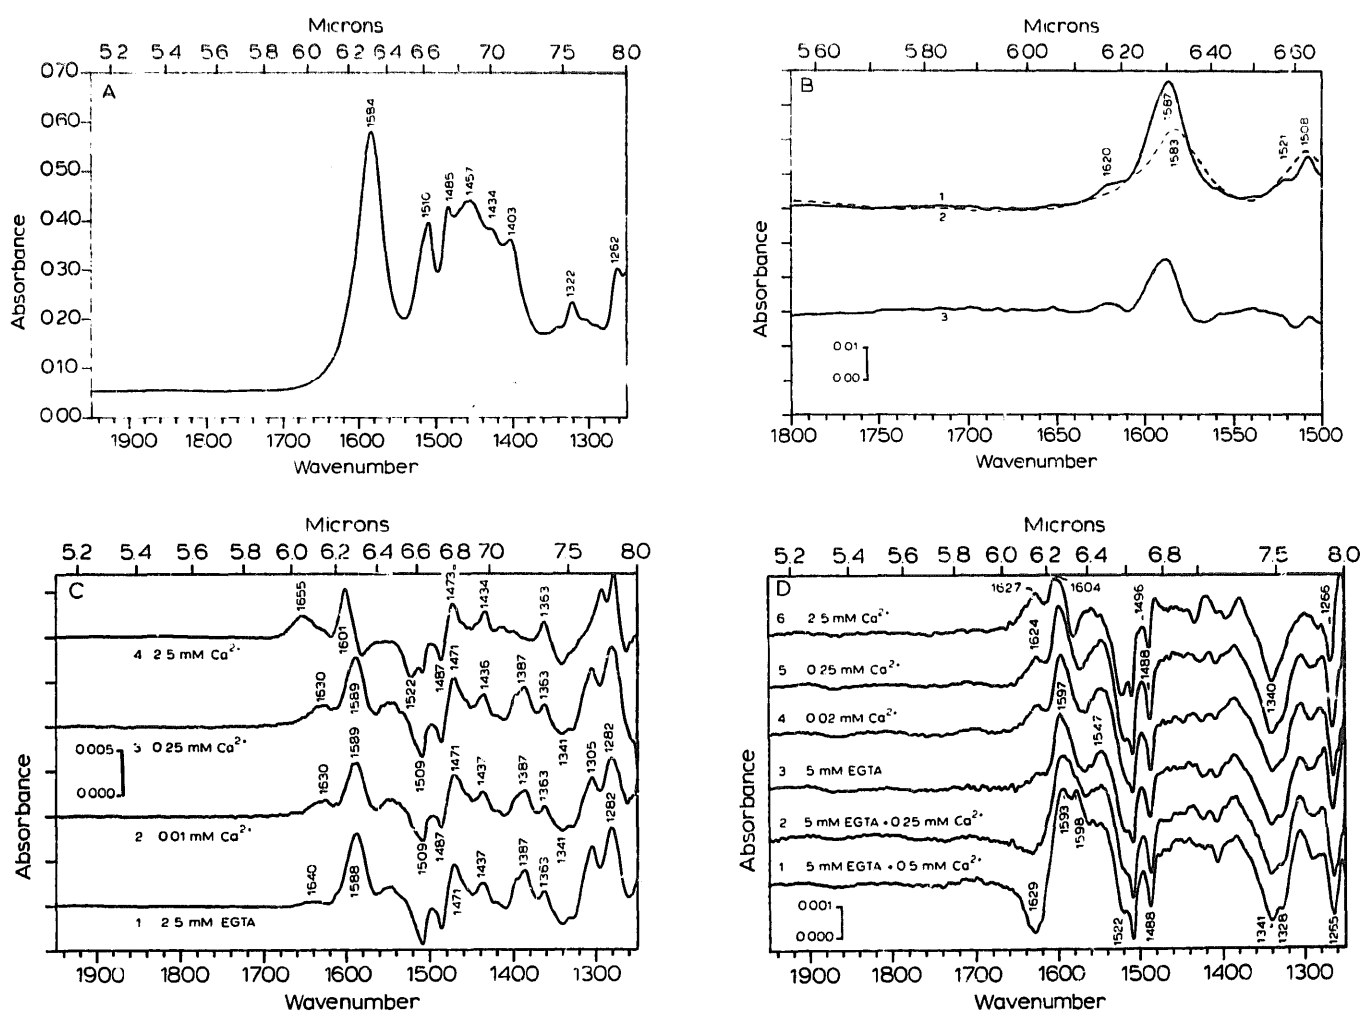 Microns
5.2 5.4 5.6 5.8 6.0 6.2 6.4 6.6 7.0 7.5 8.0
A
0.70
0.60
0.50
0.40
0.30
0.20
0.10
0.00
Absorbance
1584
1510
1485
1457
1434
1403
1322
1262
1900 1800 1700 1600 1500 1400 1300
Wavenumber
Microns
5.60 5.80 6.00 6.20 6.40 6.60
B
Absorbance
1620
1587
1583
1521
1508
1
2
3
0.01
0.00
1800 1750 1700 1650 1600 1550 1500
Wavenumber
Microns
5.2 5.4 5.6 5.8 6.0 6.2 6.4 6.6 6.8 7.0 7.5 8.0
C
Absorbance
1655
1601
1473
1434
1363
4 2.5 mM Ca2+
1630
1589
1522
1487
1471
1436
1387
1363
1341
3 0.25 mM Ca2+
0.005
0.000
1630
1589
1509
1471
1437
1387
1363
1305
1282
2 0.01 mM Ca2+
1640
1588
1509
1487
1471
1437
1387
1363
1341
1282
1 2.5 mM EGTA
1900 1800 1700 1600 1500 1400 1300
Wavenumber
Microns
5.2 5.4 5.6 5.8 6.0 6.2 6.4 6.8 7.5 8.0
D
Absorbance
1627
1604
1496
1266
6 2.5 mM Ca2+
1624
1488
5 0.25 mM Ca2+
1597
1340
4 0.02 mM Ca2+
1547
3 5 mM EGTA
2 5 mM EGTA + 0.25 mM Ca2+
1593
1598
1 5 mM EGTA + 0.5 mM Ca2+
1629
1522
1488
1341
1328
1265
0.001
0.000
1900 1800 1700 1600 1500 1400 1300
Wavenumber